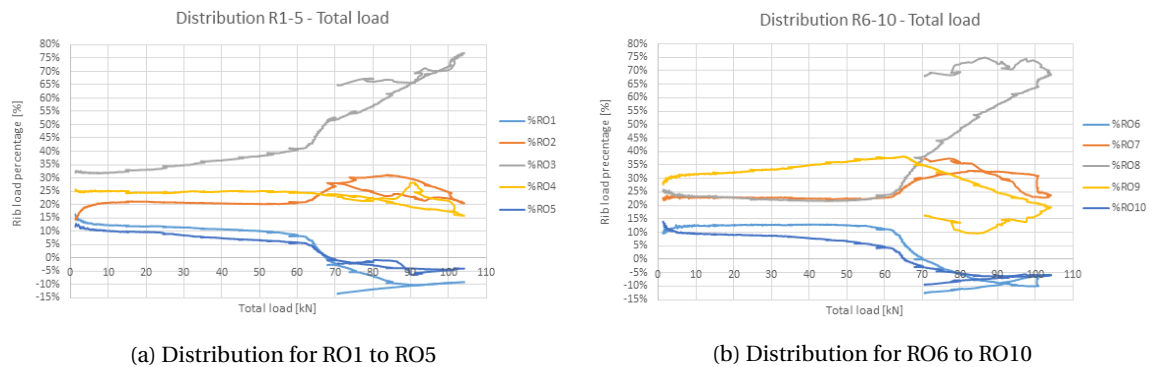 Distribution R1-5 - Total load
80%
75%
70%
65%
60%
55%
50%
45%
40%
35%
30%
25%
20%
15%
10%
5%
0%
-5%
-10%
-15%
Rib load percentage [%]
0 10 20 30 40 50 60 70 80 90 100 110
Total load [kN]
%RO1
%RO2
%RO3
%RO4
%RO5
(a) Distribution for RO1 to RO5
Distribution R6-10 - Total load
80%
75%
70%
65%
60%
55%
50%
45%
40%
35%
30%
25%
20%
15%
10%
5%
0%
-5%
-10%
-15%
Rib load percentage [%]
0 10 20 30 40 50 60 70 80 90 100 110
Total load [kN]
%RO6
%RO7
%RO8
%RO9
%RO10
(b) Distribution for RO6 to RO10